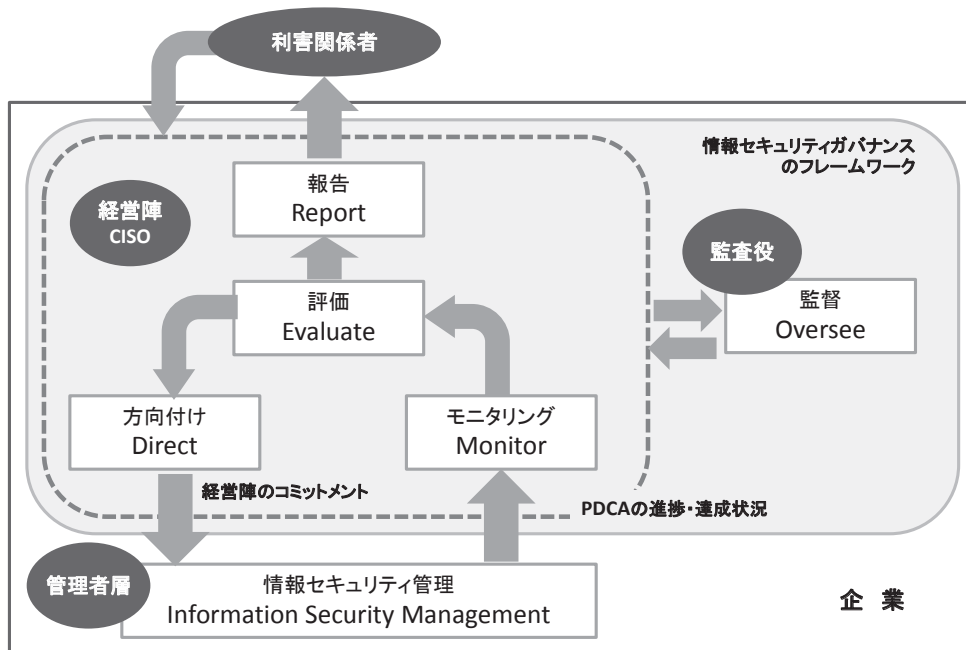 利害関係者
情報セキュリティガバナンス
のフレームワーク
報告
Report
経営陣
CISO
監査役
評価
Evaluate
監督
Oversee
方向付け
Direct
モニタリング
Monitor
経営陣のコミットメント
PDCAの進捗・達成状況
管理者層
情報セキュリティ管理
Information Security Management
企 業